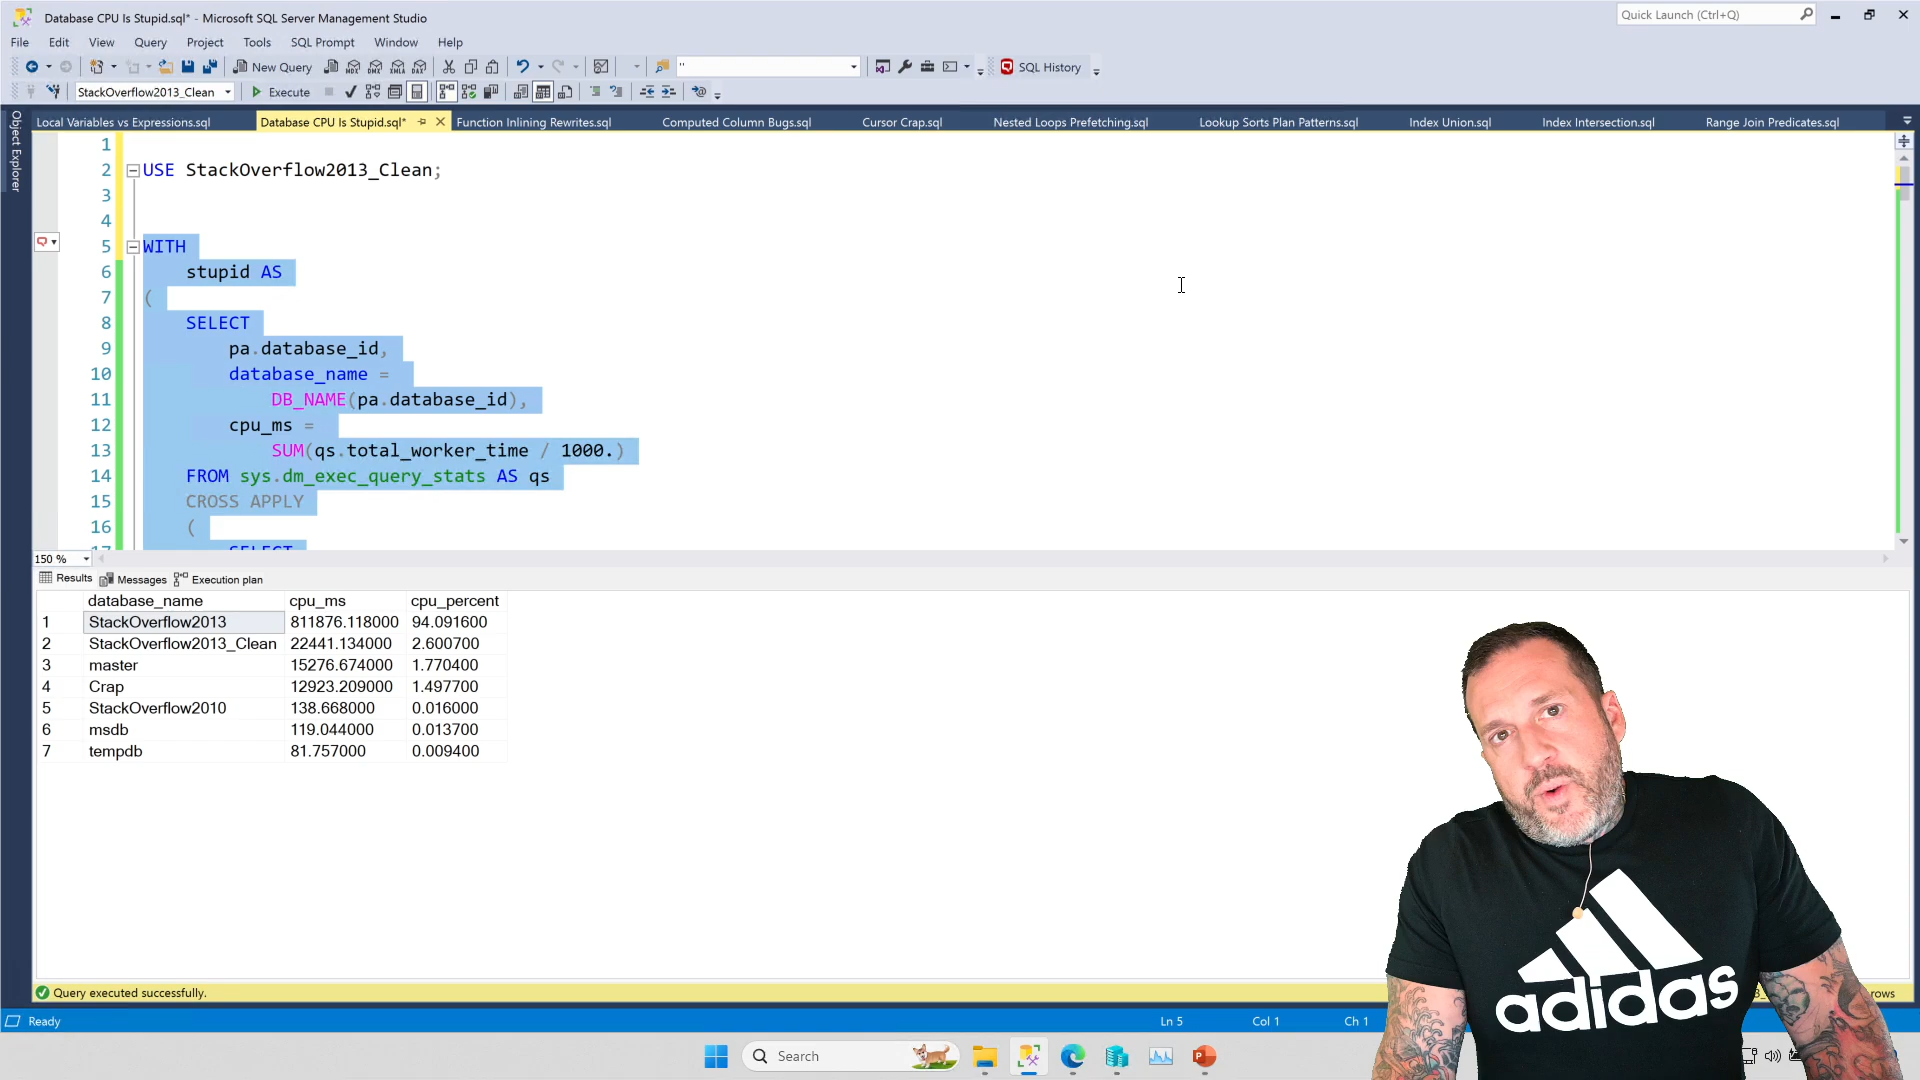 Database CPU Is Stupid.sql* - Microsoft SQL Server Management Studio
Quick Launch (Ctrl+Q)
File Edit View Query Project Tools SQL Prompt Window Help
New Query
SQL History
StackOverflow2013_Clean
Execute
Object Explorer
Local Variables vs Expressions.sql
Database CPU Is Stupid.sql*
Function Inlining Rewrites.sql
Computed Column Bugs.sql
Cursor Crap.sql
Nested Loops Prefetching.sql
Lookup Sorts Plan Patterns.sql
Index Union.sql
Index Intersection.sql
Range Join Predicates.sql
1
2 USE StackOverflow2013_Clean;
3
4
5 WITH
6 stupid AS
7 (
8 SELECT
9 pa.database_id,
10 database_name =
11 DB_NAME(pa.database_id),
12 cpu_ms =
13 SUM(qs.total_worker_time / 1000.)
14 FROM sys.dm_exec_query_stats AS qs
15 CROSS APPLY
16 (
17 SELECT
150 %
Results Messages Execution plan
database_name cpu_ms cpu_percent
1 StackOverflow2013 811876.118000 94.091600
2 StackOverflow2013_Clean 22441.134000 2.600700
3 master 15276.674000 1.770400
4 Crap 12923.209000 1.497700
5 StackOverflow2010 138.668000 0.016000
6 msdb 119.044000 0.013700
7 tempdb 81.757000 0.009400
adidas
Query executed successfully.
rows
Ready
Ln 5 Col 1 Ch 1
Search